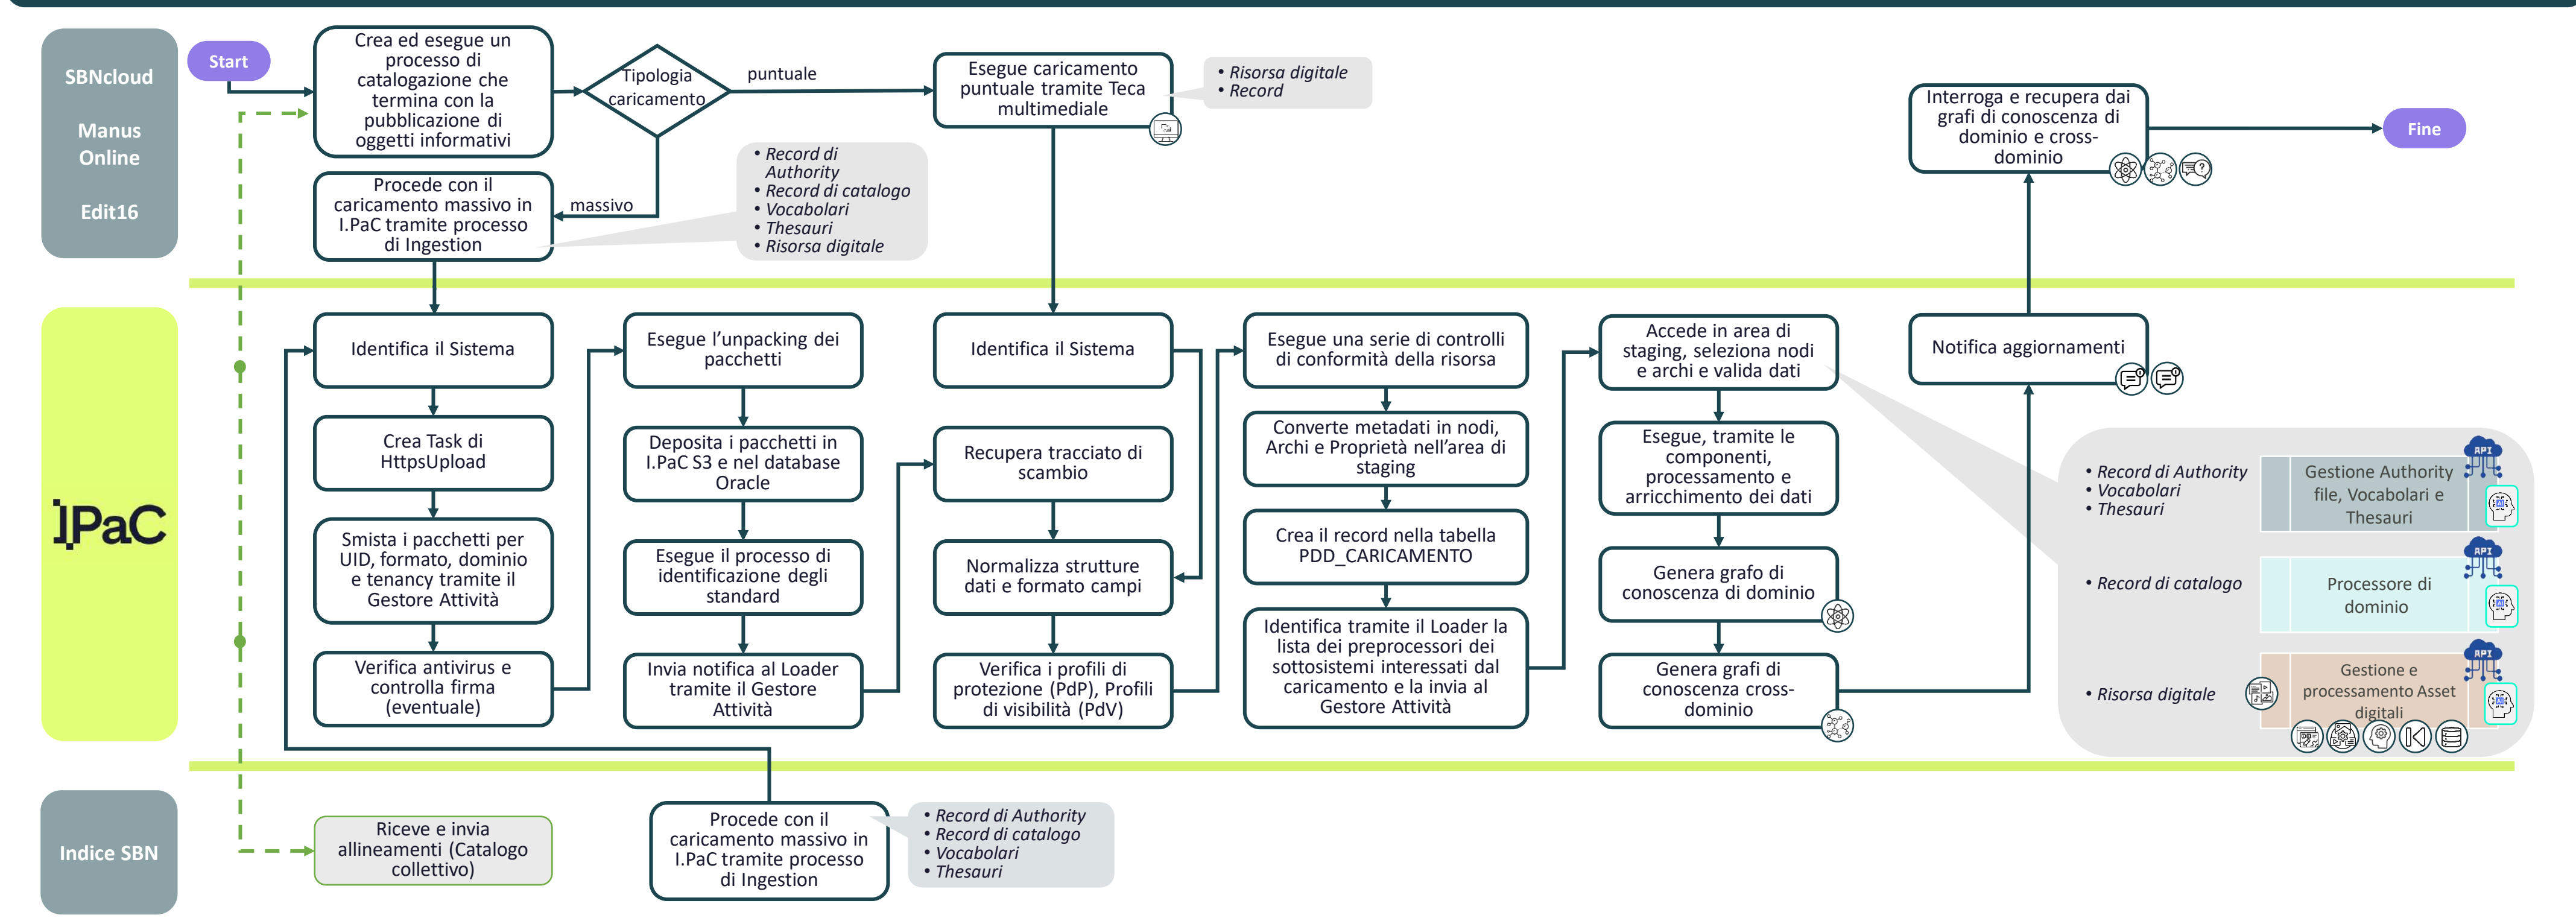 SBNcloud
Manus
Online
Edit16
Start
Crea ed esegue un
processo di
catalogazione che
termina con la
pubblicazione di
oggetti informativi
Tipologia
caricamento
puntuale
massivo
Esegue caricamento
puntuale tramite Teca
multimediale
• Risorsa digitale
• Record
Procede con il
caricamento massivo in
I.PaC tramite processo
di Ingestion
• Record di
Authority
• Record di catalogo
• Vocabolari
• Thesauri
• Risorsa digitale
Interroga e recupera dai
grafi di conoscenza di
dominio e cross-
dominio
Fine
I.PaC
Identifica il Sistema
Crea Task di
HttpsUpload
Smista i pacchetti per
UID, formato, dominio
e tenancy tramite il
Gestore Attività
Verifica antivirus e
controlla firma
(eventuale)
Esegue l’unpacking dei
pacchetti
Deposita i pacchetti in
I.PaC S3 e nel database
Oracle
Esegue il processo di
identificazione degli
standard
Invia notifica al Loader
tramite il Gestore
Attività
Identifica il Sistema
Recupera tracciato di
scambio
Normalizza strutture
dati e formato campi
Verifica i profili di
protezione (PdP), Profili
di visibilità (PdV)
Esegue una serie di controlli
di conformità della risorsa
Converte metadati in nodi,
Archi e Proprietà nell’area di
staging
Crea il record nella tabella
PDD_CARICAMENTO
Identifica tramite il Loader la
lista dei preprocessori dei
sottosistemi interessati dal
caricamento e la invia al
Gestore Attività
Accede in area di
staging, seleziona nodi
e archi e valida dati
Esegue, tramite le
componenti,
processamento e
arricchimento dei dati
Genera grafo di
conoscenza di dominio
Genera grafi di
conoscenza cross-
dominio
Notifica aggiornamenti
• Record di Authority
• Vocabolari
• Thesauri
API
Gestione Authority
file, Vocabolari e
Thesauri
• Record di catalogo
API
Processore di
dominio
• Risorsa digitale
API
Gestione e
processamento Asset
digitali
Indice SBN
Riceve e invia
allineamenti (Catalogo
collettivo)
Procede con il
caricamento massivo in
I.PaC tramite processo
di Ingestion
• Record di Authority
• Record di catalogo
• Vocabolari
• Thesauri